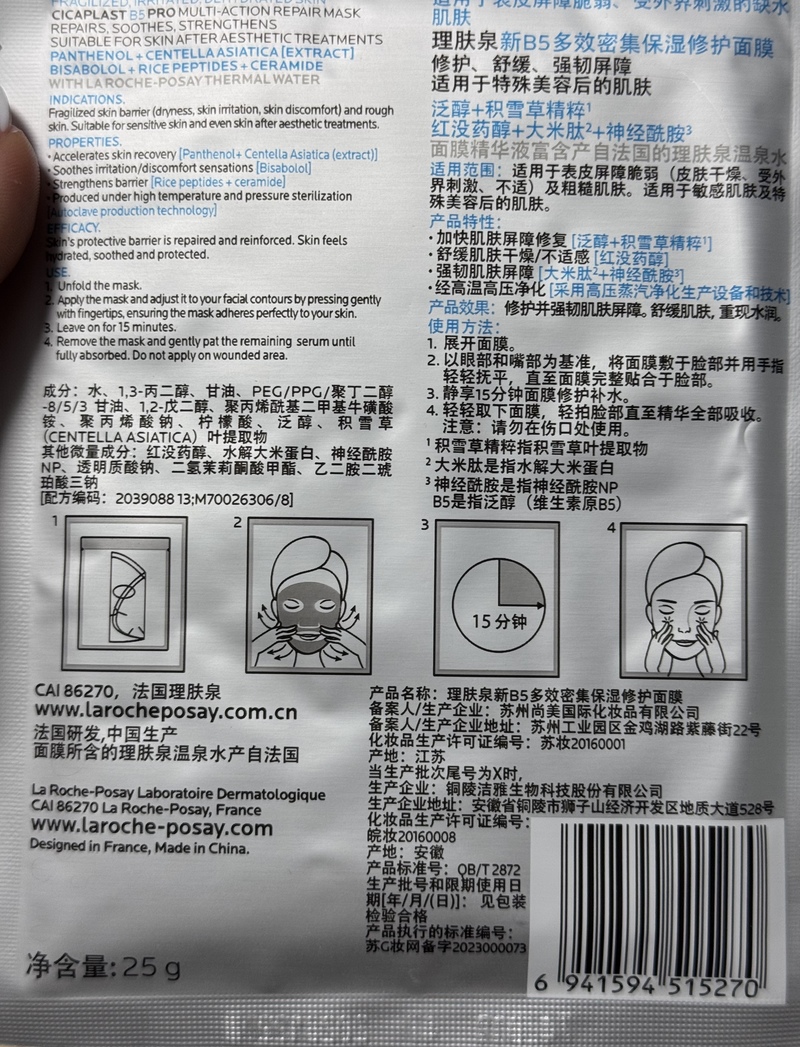 FRAGILIZED, IRRITATED, DEHYDRATED SKIN
CICAPLAST B5 PRO MULTI-ACTION REPAIR MASK
REPAIRS, SOOTHES, STRENGTHENS
SUITABLE FOR SKIN AFTER AESTHETIC TREATMENTS
PANTHENOL + CENTELLA ASIATICA [EXTRACT]
BISABOLOL + RICE PEPTIDES + CERAMIDE
WITH LA ROCHE-POSAY THERMAL WATER
INDICATIONS.
Fragilized skin barrier (dryness, skin irritation, skin discomfort) and rough
skin. Suitable for sensitive skin and even skin after aesthetic treatments.
PROPERTIES.
· Accelerates skin recovery [Panthenol+ Centella Asiatica (extract)]
· Soothes irritation/discomfort sensations [Bisabolol]
· Strengthens barrier [Rice peptides + ceramide]
· Produced under high temperature and pressure sterilization
[Autoclave production technology]
EFFICACY.
Skin's protective barrier is repaired and reinforced. Skin feels
hydrated, soothed and protected.
USE.
1. Unfold the mask.
2. Apply the mask and adjust it to your facial contours by pressing gently
with fingertips, ensuring the mask adheres perfectly to your skin.
3. Leave on for 15 minutes.
4. Remove the mask and gently pat the remaining serum until
fully absorbed. Do not apply on wounded area.
成分：水、1,3-丙二醇、甘油、PEG/PPG/聚丁二醇
-8/5/3 甘油、1,2-戊二醇、聚丙烯酰基二甲基牛磺酸
铵、聚丙烯酸钠、柠檬酸、泛醇、积雪草
(CENTELLA ASIATICA）叶提取物
其他微量成分：红没药醇、水解大米蛋白、神经酰胺
NP、透明质酸钠、二氢茉莉酮酸甲酯、乙二胺二琥
珀酸三钠
[配方编码：2039088 13;M70026306/8]
适用于表皮屏障脆弱、受外界刺激的缺水
肌肤
理肤泉新B5多效密集保湿修护面膜
修护、舒缓、强韧屏障
适用于特殊美容后的肌肤
泛醇+积雪草精粹¹
红没药醇+大米肽²+神经酰胺³
面膜精华液富含产自法国的理肤泉温泉水
适用范围：适用于表皮屏障脆弱（皮肤干燥、受外
界刺激、不适）及粗糙肌肤。适用于敏感肌肤及特
殊美容后的肌肤。
产品特性：
·加快肌肤屏障修复 [泛醇+积雪草精粹¹]
·舒缓肌肤干燥/不适感 [红没药醇]
·强韧肌肤屏障 [大米肽²+神经酰胺³]
·经高温高压净化 [采用高压蒸汽净化生产设备和技术]
产品效果：修护并强韧肌肤屏障。舒缓肌肤，重现水润。
使用方法：
1. 展开面膜。
2. 以眼部和嘴部为基准，将面膜敷于脸部并用手指
轻轻抚平，直至面膜完整贴合于脸部。
3. 静享15分钟面膜修护补水。
4. 轻轻取下面膜，轻拍脸部直至精华全部吸收。
注意：请勿在伤口处使用。
¹ 积雪草精粹指积雪草叶提取物
² 大米肽是指水解大米蛋白
³ 神经酰胺是指神经酰胺NP
B5是指泛醇（维生素原B5）
1
2
3
15 分钟
4
CAI 86270，法国理肤泉
www.larocheposay.com.cn
法国研发,中国生产
面膜所含的理肤泉温泉水产自法国
La Roche-Posay Laboratoire Dermatologique
CAI 86270 La Roche-Posay, France
www.laroche-posay.com
Designed in France, Made in China.
净含量: 25 g
产品名称：理肤泉新B5多效密集保湿修护面膜
备案人/生产企业：苏州尚美国际化妆品有限公司
备案人/生产企业地址：苏州工业园区金鸡湖路紫藤街22号
化妆品生产许可证编号：苏妆20160001
产地：江苏
当生产批次尾号为X时,
生产企业：铜陵洁雅生物科技股份有限公司
生产企业地址：安徽省铜陵市狮子山经济开发区地质大道528号
化妆品生产许可证编号：
皖妆20160008
产地：安徽
产品标准号：QB/T 2872
生产批号和限期使用日
期[年/月/(日)]：见包装
检验合格
产品执行的标准编号：
苏G妆网备字2023000073
6 941594 515270